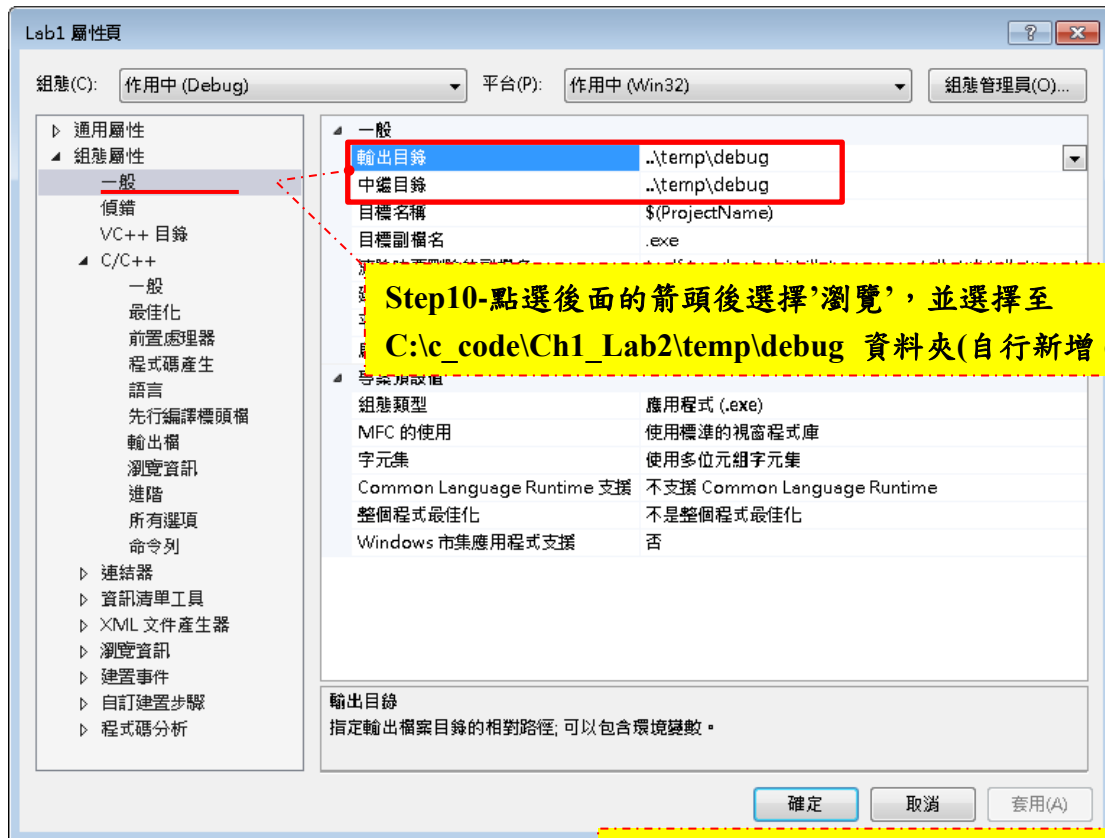 Lab1 屬性頁
組態(C): 作用中 (Debug) 平台(P): 作用中 (Win32) 組態管理員(O)...
通用屬性
組態屬性
一般
偵錯
VC++ 目錄
C/C++
一般
最佳化
前置處理器
程式碼產生
語言
先行編譯標頭檔
輸出檔
瀏覽資訊
進階
所有選項
命令列
連結器
資訊清單工具
XML 文件產生器
瀏覽資訊
建置事件
自訂建置步驟
程式碼分析
一般
輸出目錄 ..\temp\debug
中繼目錄 ..\temp\debug
目標名稱 $(ProjectName)
目標副檔名 .exe
Step10-點選後面的箭頭後選擇’瀏覽’，並選擇至
C:\c_code\Ch1_Lab2\temp\debug 資料夾(自行新增
專案預設值
組態類型 應用程式 (.exe)
MFC 的使用 使用標準的視窗程式庫
字元集 使用多位元組字元集
Common Language Runtime 支援 不支援 Common Language Runtime
整個程式最佳化 不是整個程式最佳化
Windows 市集應用程式支援 否
輸出目錄
指定輸出檔案目錄的相對路徑; 可以包含環境變數。
確定 取消 套用(A)